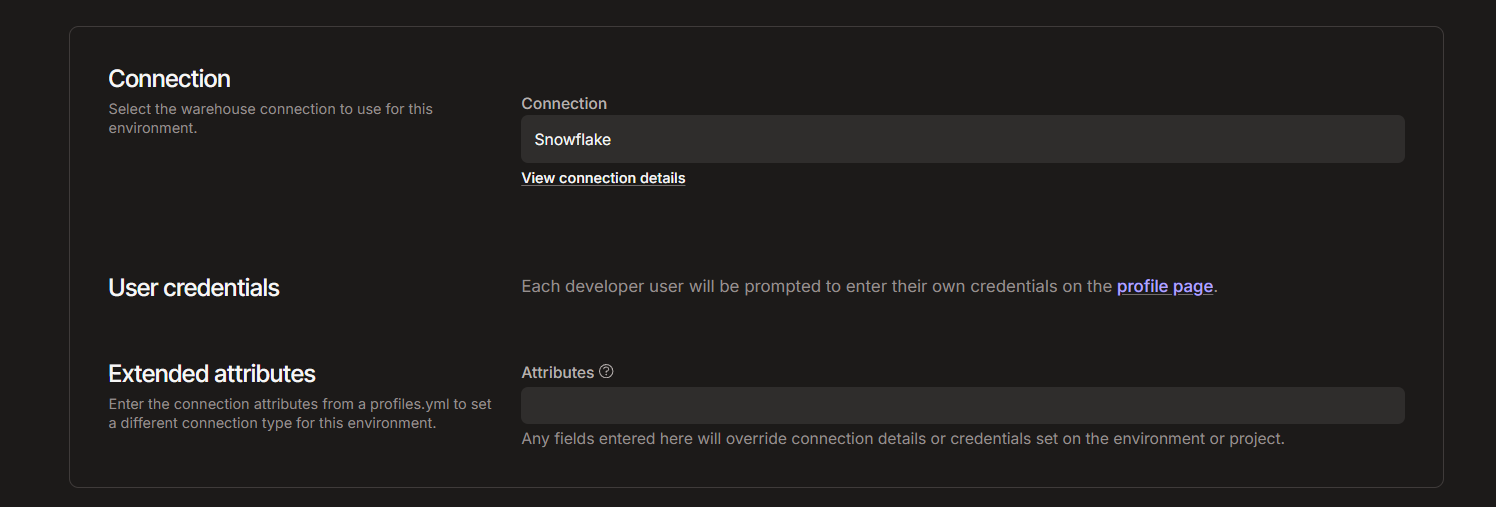 Connection
Select the warehouse connection to use for this
environment.
Connection
Snowflake
View connection details
User credentials
Each developer user will be prompted to enter their own credentials on the profile page.
Extended attributes
Enter the connection attributes from a profiles.yml to set
a different connection type for this environment.
Attributes
Any fields entered here will override connection details or credentials set on the environment or project.